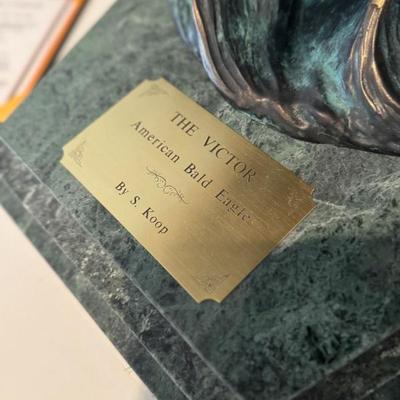 THE VICTOR
American Bald Eagle
By S. Koop